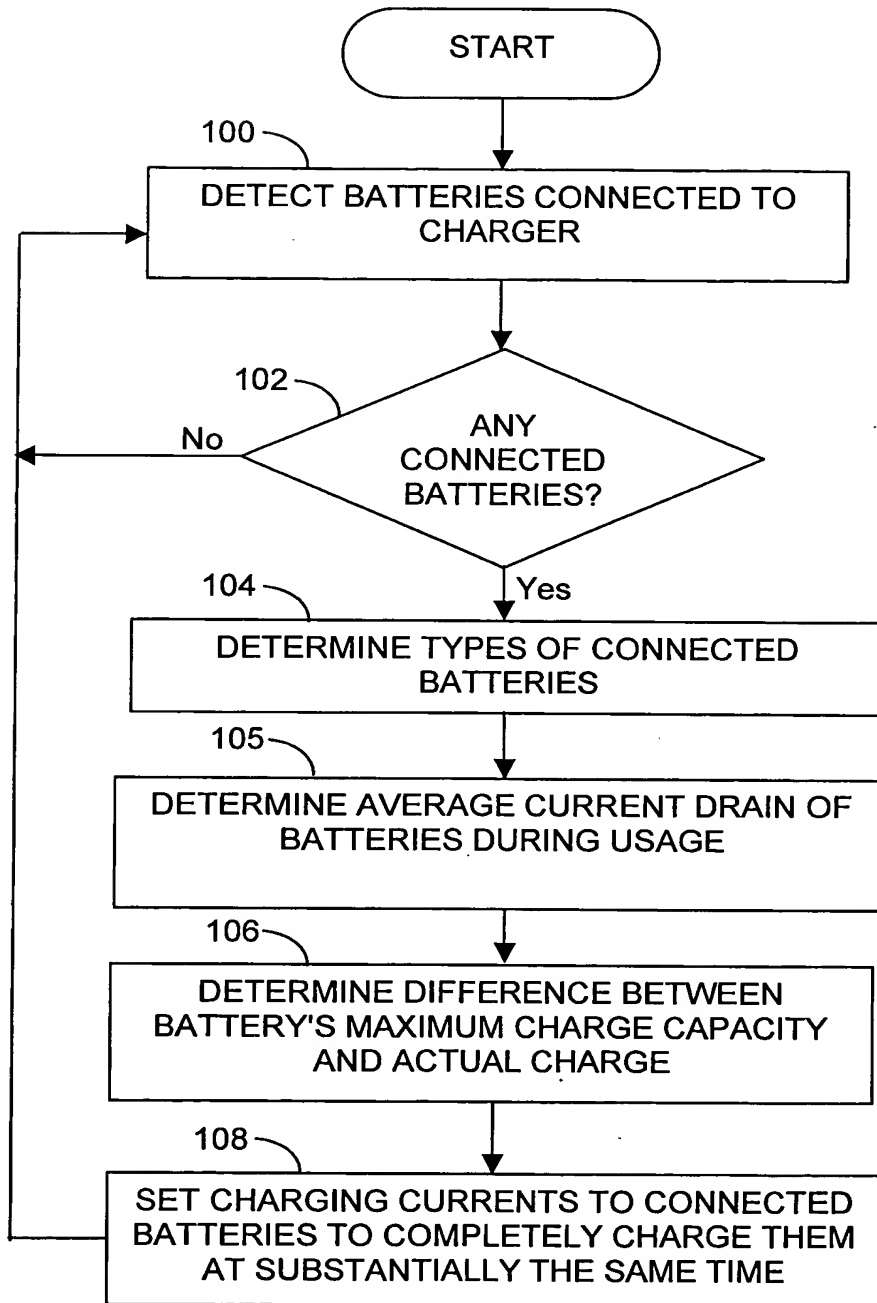 START
100
DETECT BATTERIES CONNECTED TO
CHARGER
102
No
ANY
CONNECTED
BATTERIES?
Yes
104
DETERMINE TYPES OF CONNECTED
BATTERIES
105
DETERMINE AVERAGE CURRENT DRAIN OF
BATTERIES DURING USAGE
106
DETERMINE DIFFERENCE BETWEEN
BATTERY'S MAXIMUM CHARGE CAPACITY
AND ACTUAL CHARGE
108
SET CHARGING CURRENTS TO CONNECTED
BATTERIES TO COMPLETELY CHARGE THEM
AT SUBSTANTIALLY THE SAME TIME